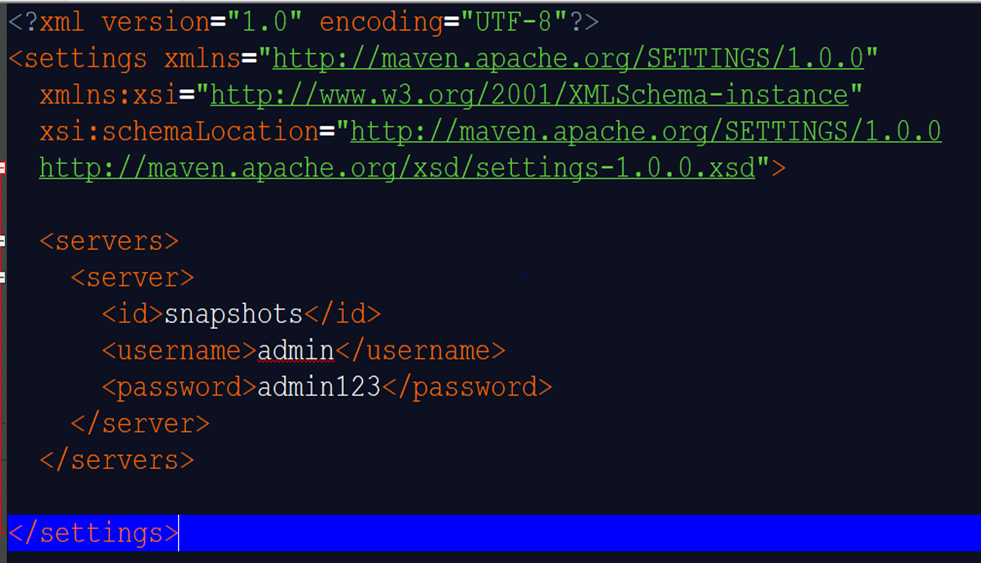 <?xml version="1.0" encoding="UTF-8"?>
<settings xmlns="http://maven.apache.org/SETTINGS/1.0.0"
xmlns:xsi="http://www.w3.org/2001/XMLSchema-instance"
xsi:schemaLocation="http://maven.apache.org/SETTINGS/1.0.0
http://maven.apache.org/xsd/settings-1.0.0.xsd">
<servers>
<server>
<id>snapshots</id>
<username>admin</username>
<password>admin123</password>
</server>
</servers>
</settings>